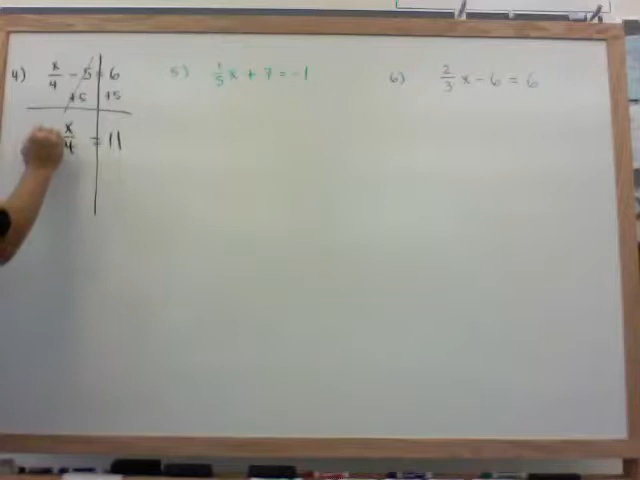 4) x/4 - 5 = 6
+5 +5
x/4 = 11
5) 1/5 x + 7 = -1
6) 2/3 x - 6 = 6